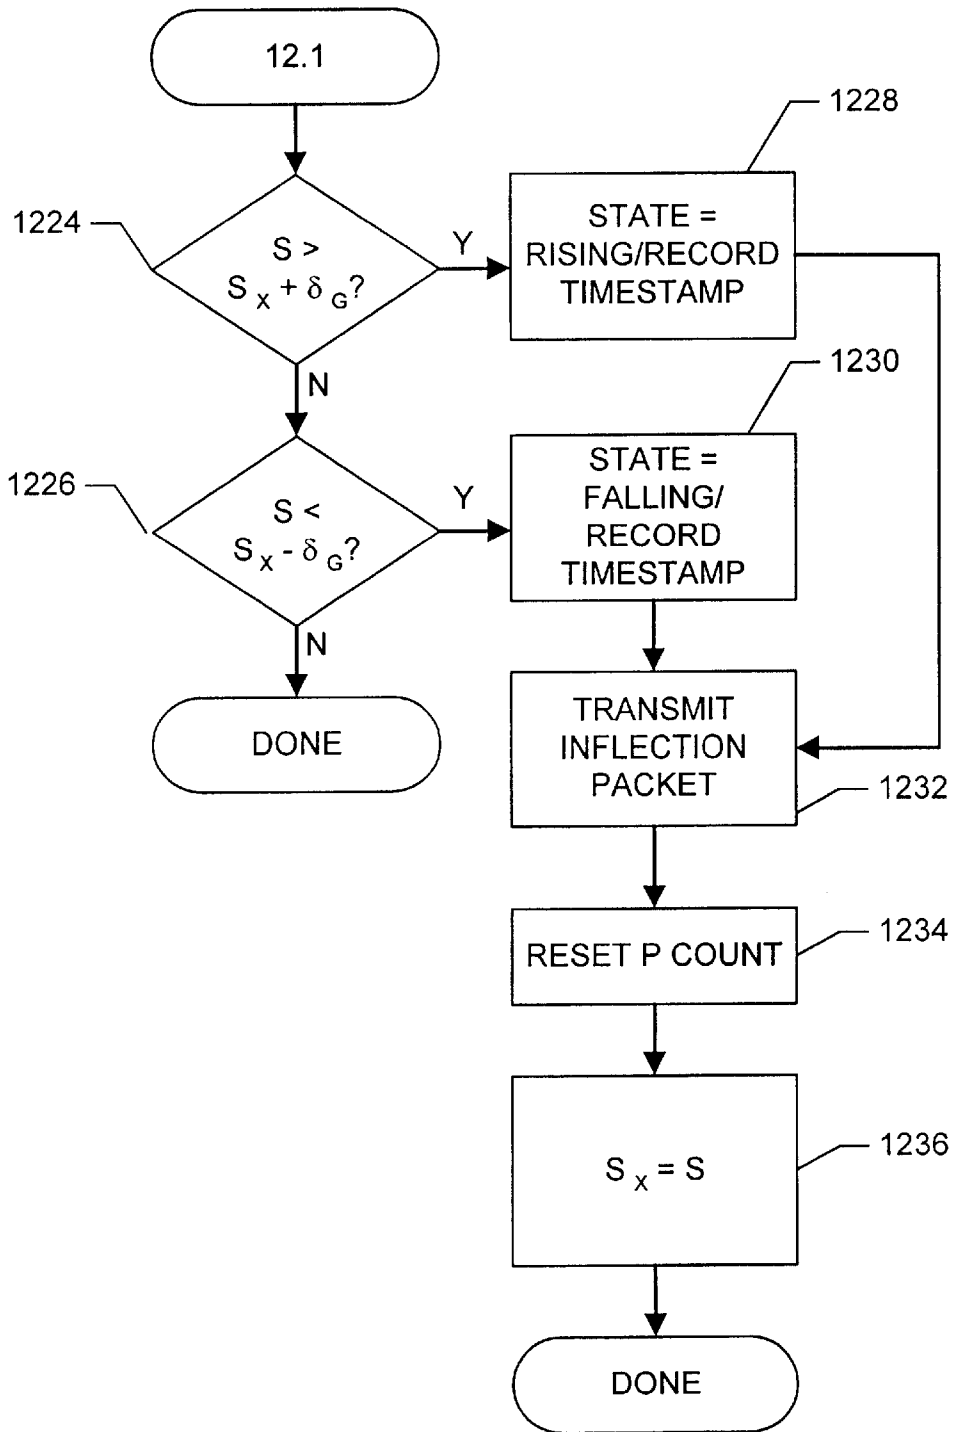 12.1
1228
1224
S >
S X + δ G?
Y
STATE =
RISING/RECORD
TIMESTAMP
N
1230
1226
S <
S X - δ G?
Y
STATE =
FALLING/
RECORD
TIMESTAMP
N
DONE
TRANSMIT
INFLECTION
PACKET
1232
RESET P COUNT
1234
S X = S
1236
DONE